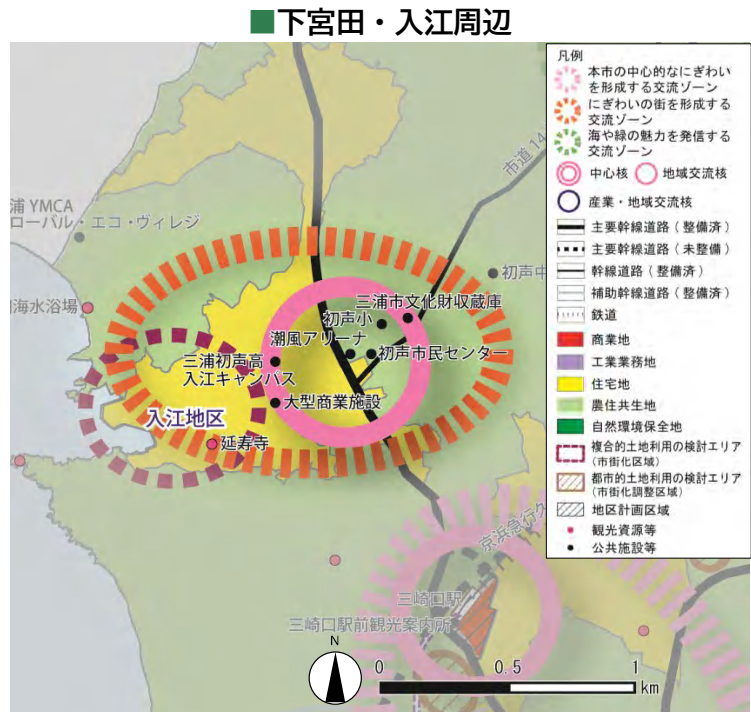 ■下宮田・入江周辺
凡例
本市の中心的なにぎわい
を形成する交流ゾーン
にぎわいの街を形成する
交流ゾーン
海や緑の魅力を発信する
交流ゾーン
中心核
地域交流核
産業・地域交流核
主要幹線道路(整備済)
主要幹線道路(未整備)
幹線道路(整備済)
補助幹線道路(整備済)
鉄道
商業地
工業業務地
住宅地
農住共生地
自然環境保全地
複合的土地利用の検討エリア
(市街化区域)
都市的土地利用の検討エリア
(市街化調整区域)
地区計画区域
観光資源等
公共施設等
市道14
浦 YMCA
ローバル・エコ・ヴィレジ
初声中
海水浴場
三浦市文化財収蔵庫
初声小
潮風アリーナ
初声市民センター
三浦初声高
入江キャンパス
大型商業施設
入江地区
延寿寺
京浜急行久
三崎口駅
三崎口駅前観光案内所
N
0
0.5
1
km